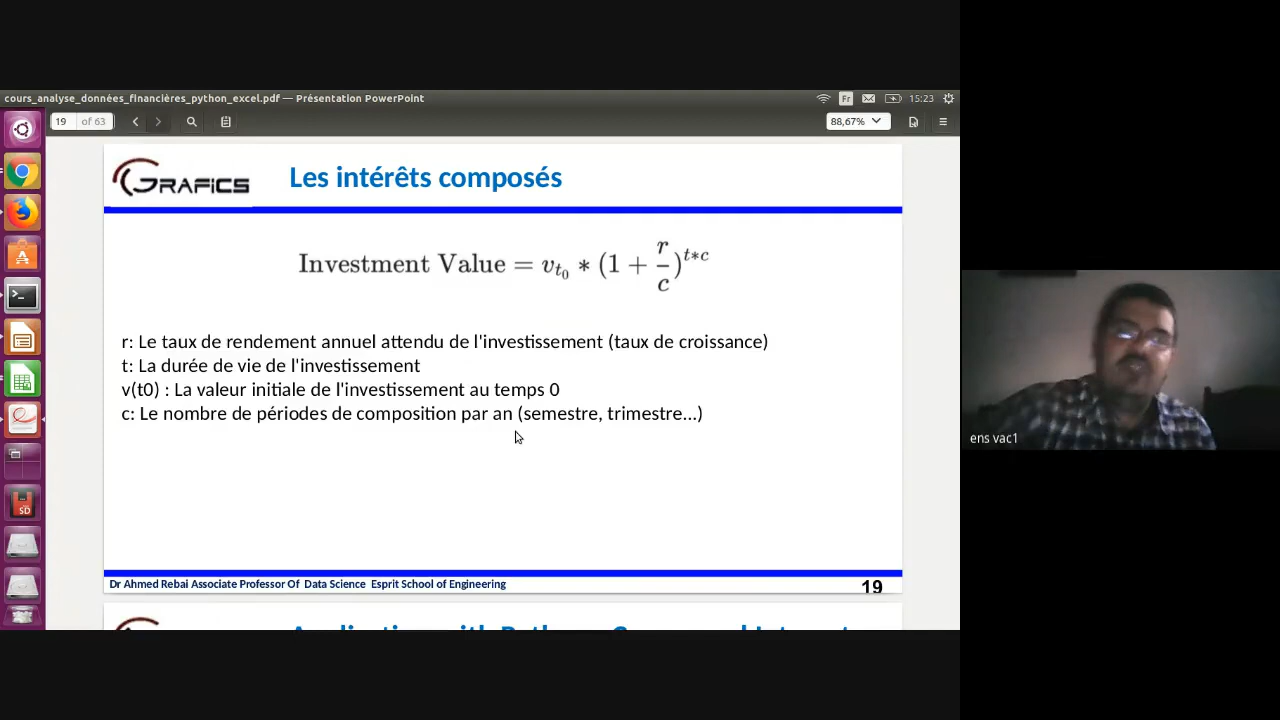 cours_analyse_données_financières_python_excel.pdf — Présentation PowerPoint
Fr
15:23
19 of 63
88,67%
GRAFICS
Les intérêts composés
Investment Value = v_{t_0} * (1 + \frac{r}{c})^{t*c}
r: Le taux de rendement annuel attendu de l'investissement (taux de croissance)
t: La durée de vie de l'investissement
v(t0) : La valeur initiale de l'investissement au temps 0
c: Le nombre de périodes de composition par an (semestre, trimestre...)
ens vac1
SD
Dr Ahmed Rebai Associate Professor Of Data Science Esprit School of Engineering
19